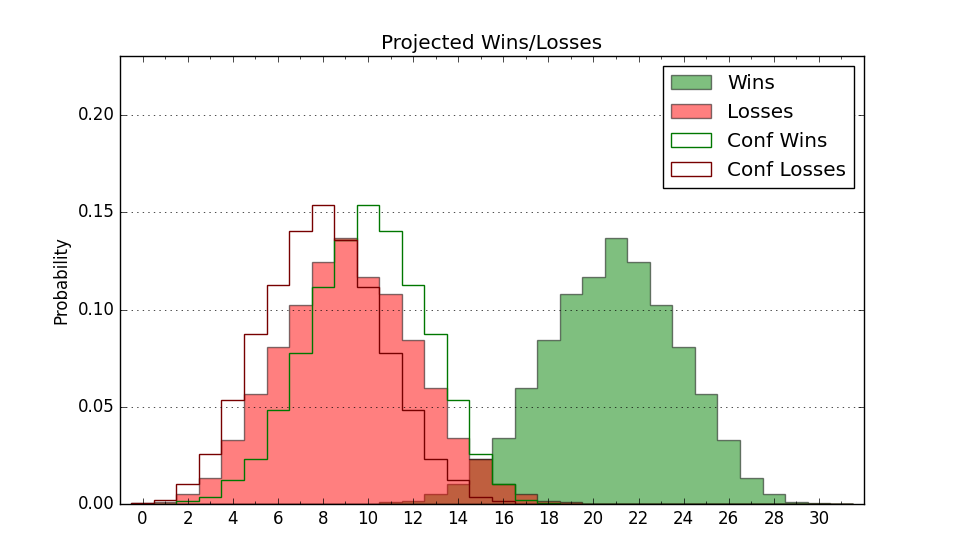 Projected Wins/Losses
Wins
Losses
Conf Wins
Conf Losses
Probability
0.20
0.15
0.10
0.05
0.00
0 2 4 6 8 10 12 14 16 18 20 22 24 26 28 30